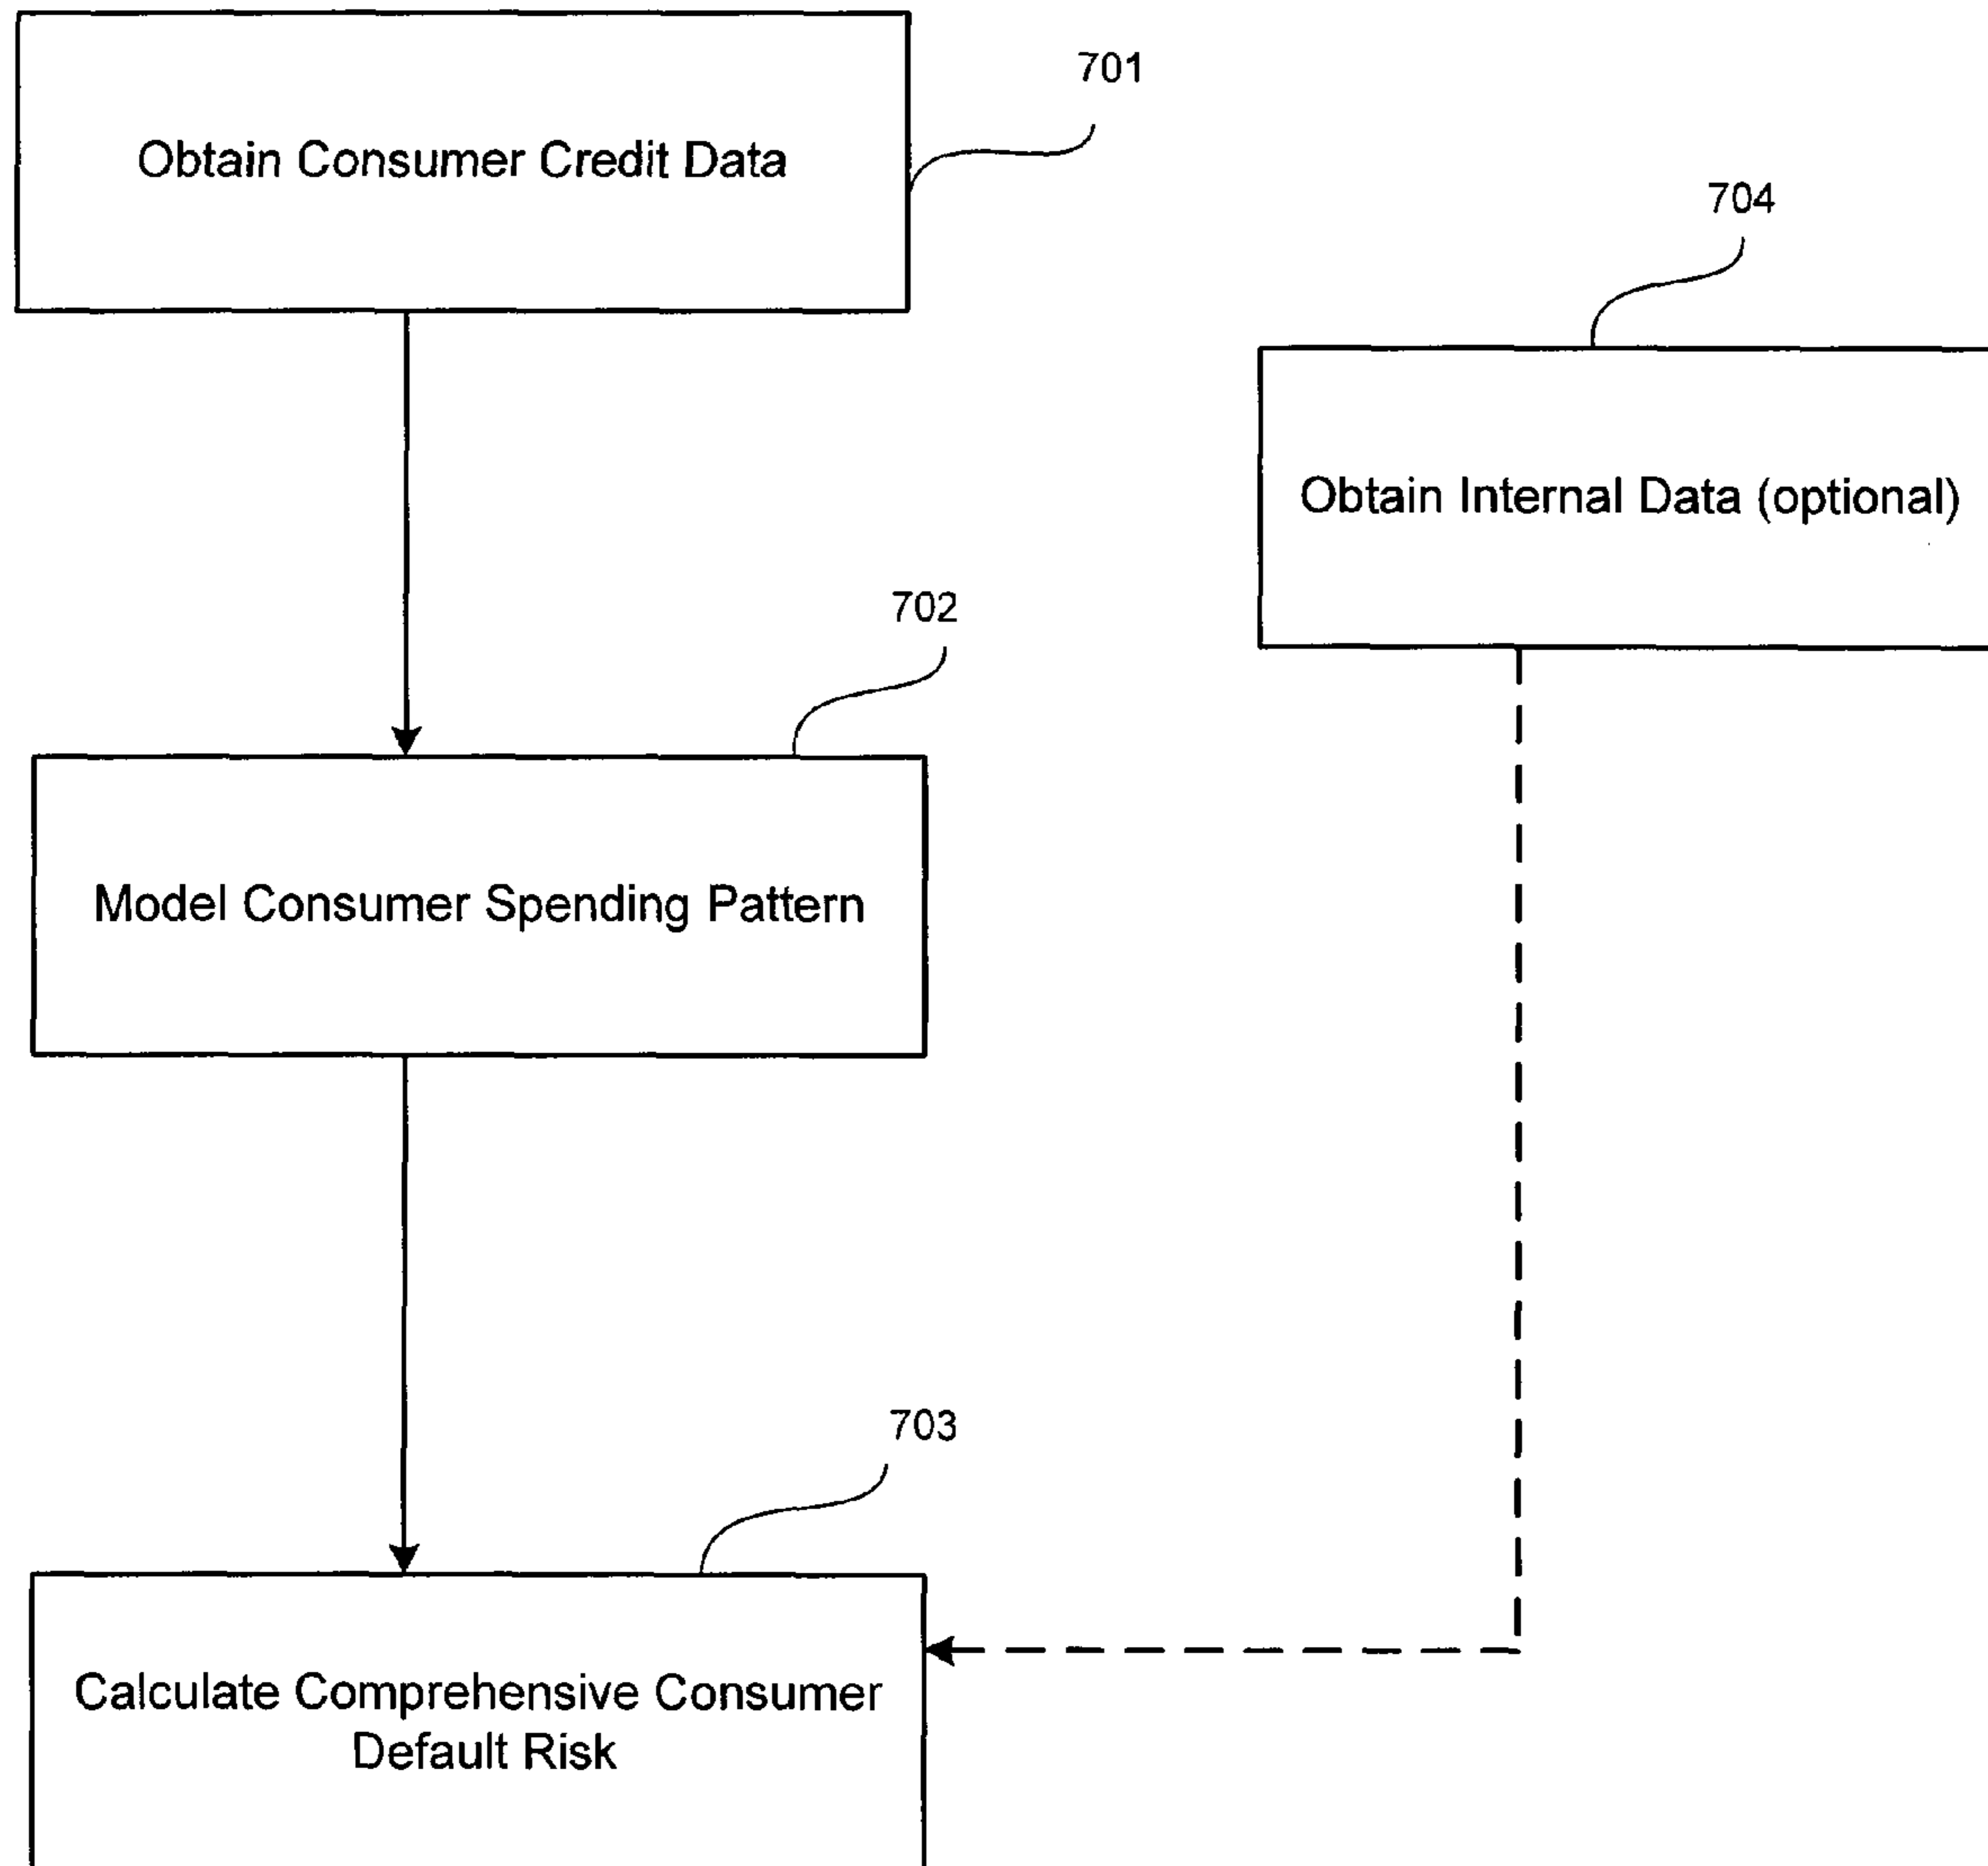 701
Obtain Consumer Credit Data
704
Obtain Internal Data (optional)
702
Model Consumer Spending Pattern
703
Calculate Comprehensive Consumer
Default Risk